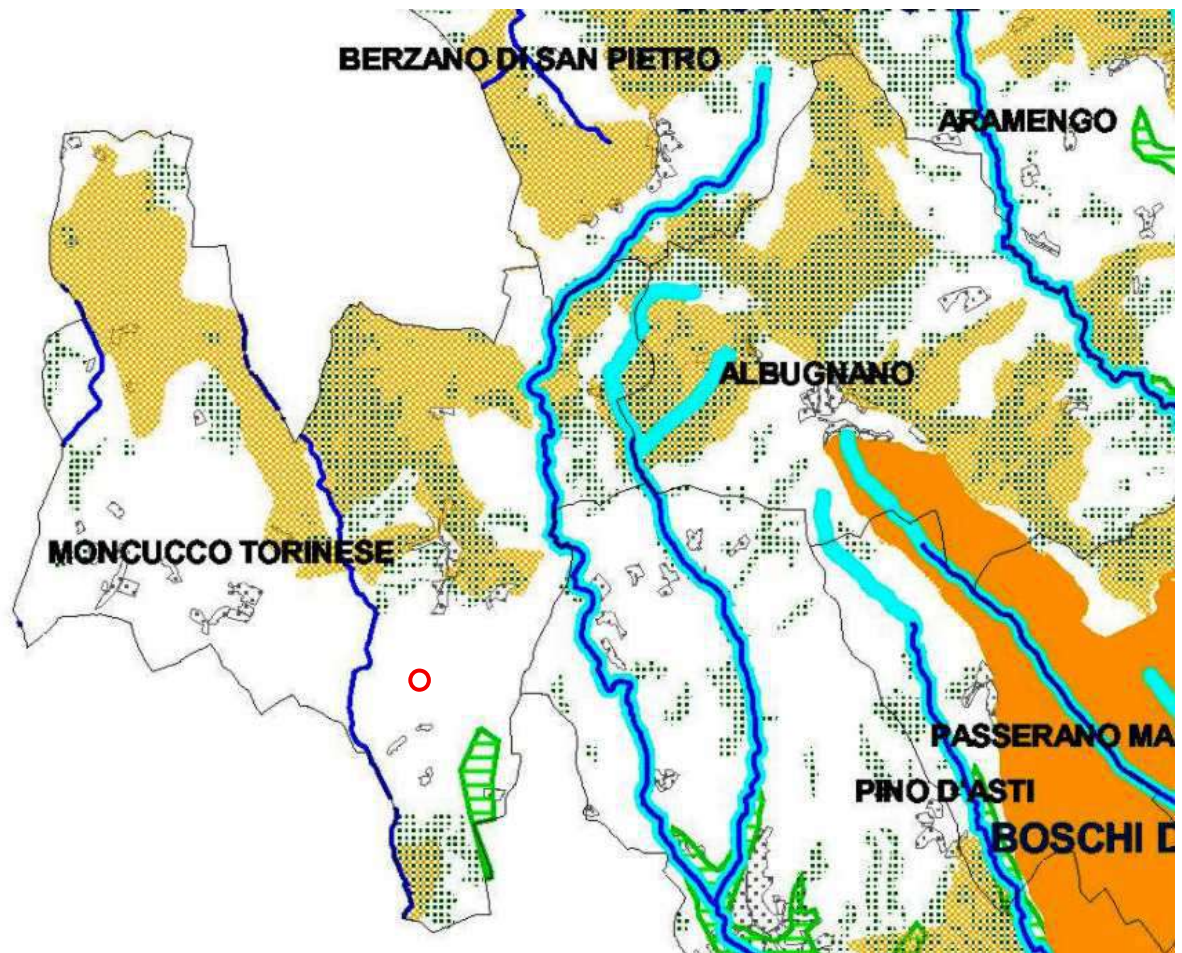 BERZANO DI SAN PIETRO
ARAMENGO
ALBUGNANO
MONCUCCO TORINESE
PASSERANO MA
PINO D'ASTI
BOSCHI D